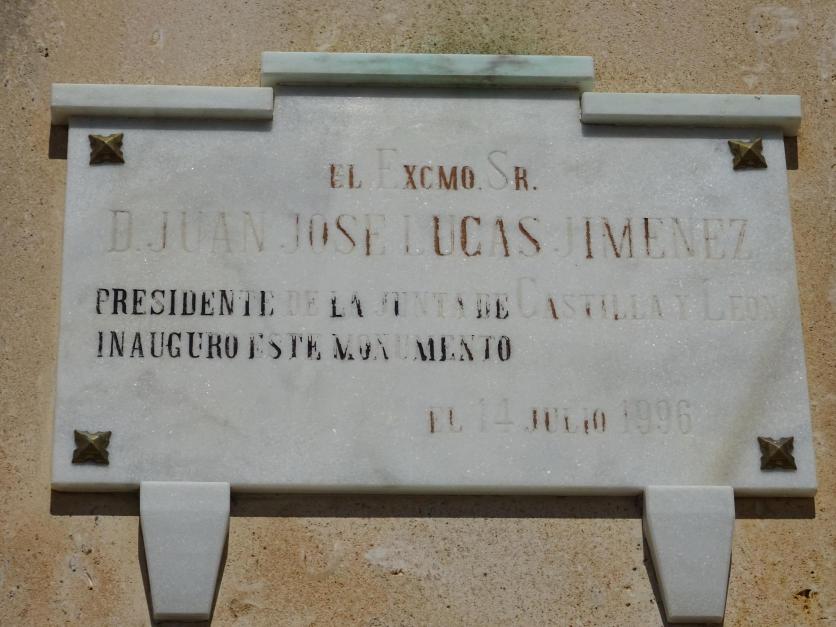 EL EXCMO. SR.
D. JUAN JOSE LUCAS JIMENEZ
PRESIDENTE DE LA JUNTA DE CASTILLA Y LEON
INAUGURO ESTE MONUMENTO
EL 14 JULIO 1996